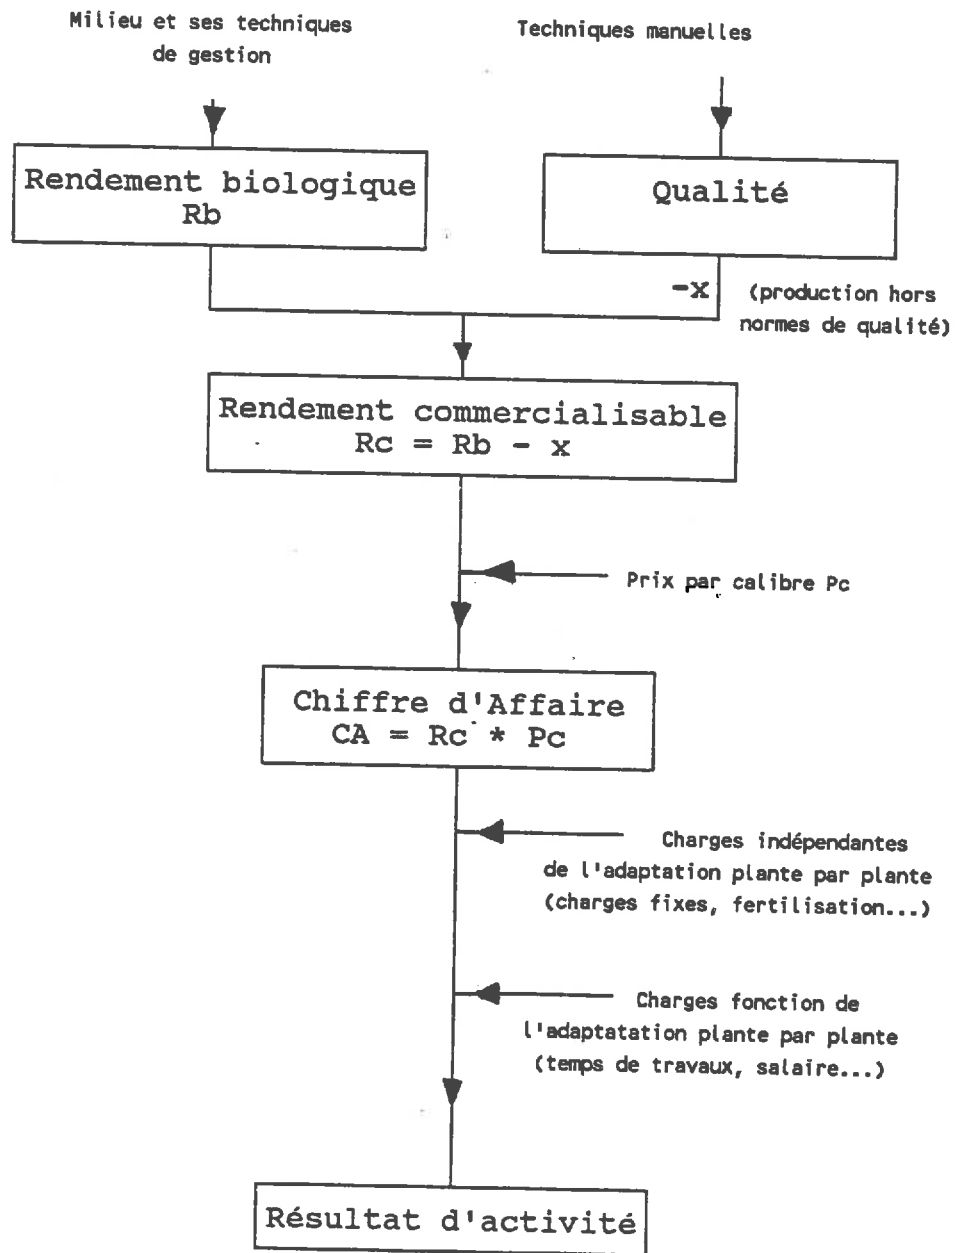 Milieu et ses techniques
de gestion
Techniques manuelles
Rendement biologique
Rb
Qualité
-x
(production hors
normes de qualité)
Rendement commercialisable
Rc = Rb - x
Prix par calibre Pc
Chiffre d'Affaire
CA = Rc * Pc
Charges indépendantes
de l'adaptation plante par plante
(charges fixes, fertilisation...)
Charges fonction de
l'adaptatation plante par plante
(temps de travaux, salaire...)
Résultat d'activité